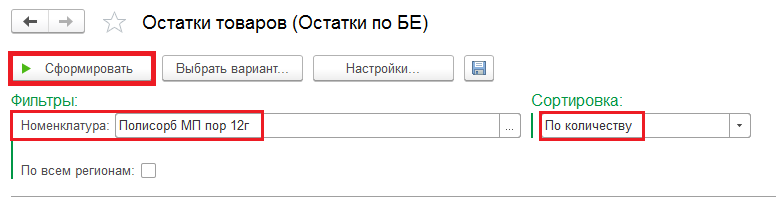 Остатки товаров (Остатки по БЕ)
Сформировать Выбрать вариант... Настройки...
Фильтры: Сортировка:
Номенклатура: Полисорб МП пор 12г ... По количеству
По всем регионам: